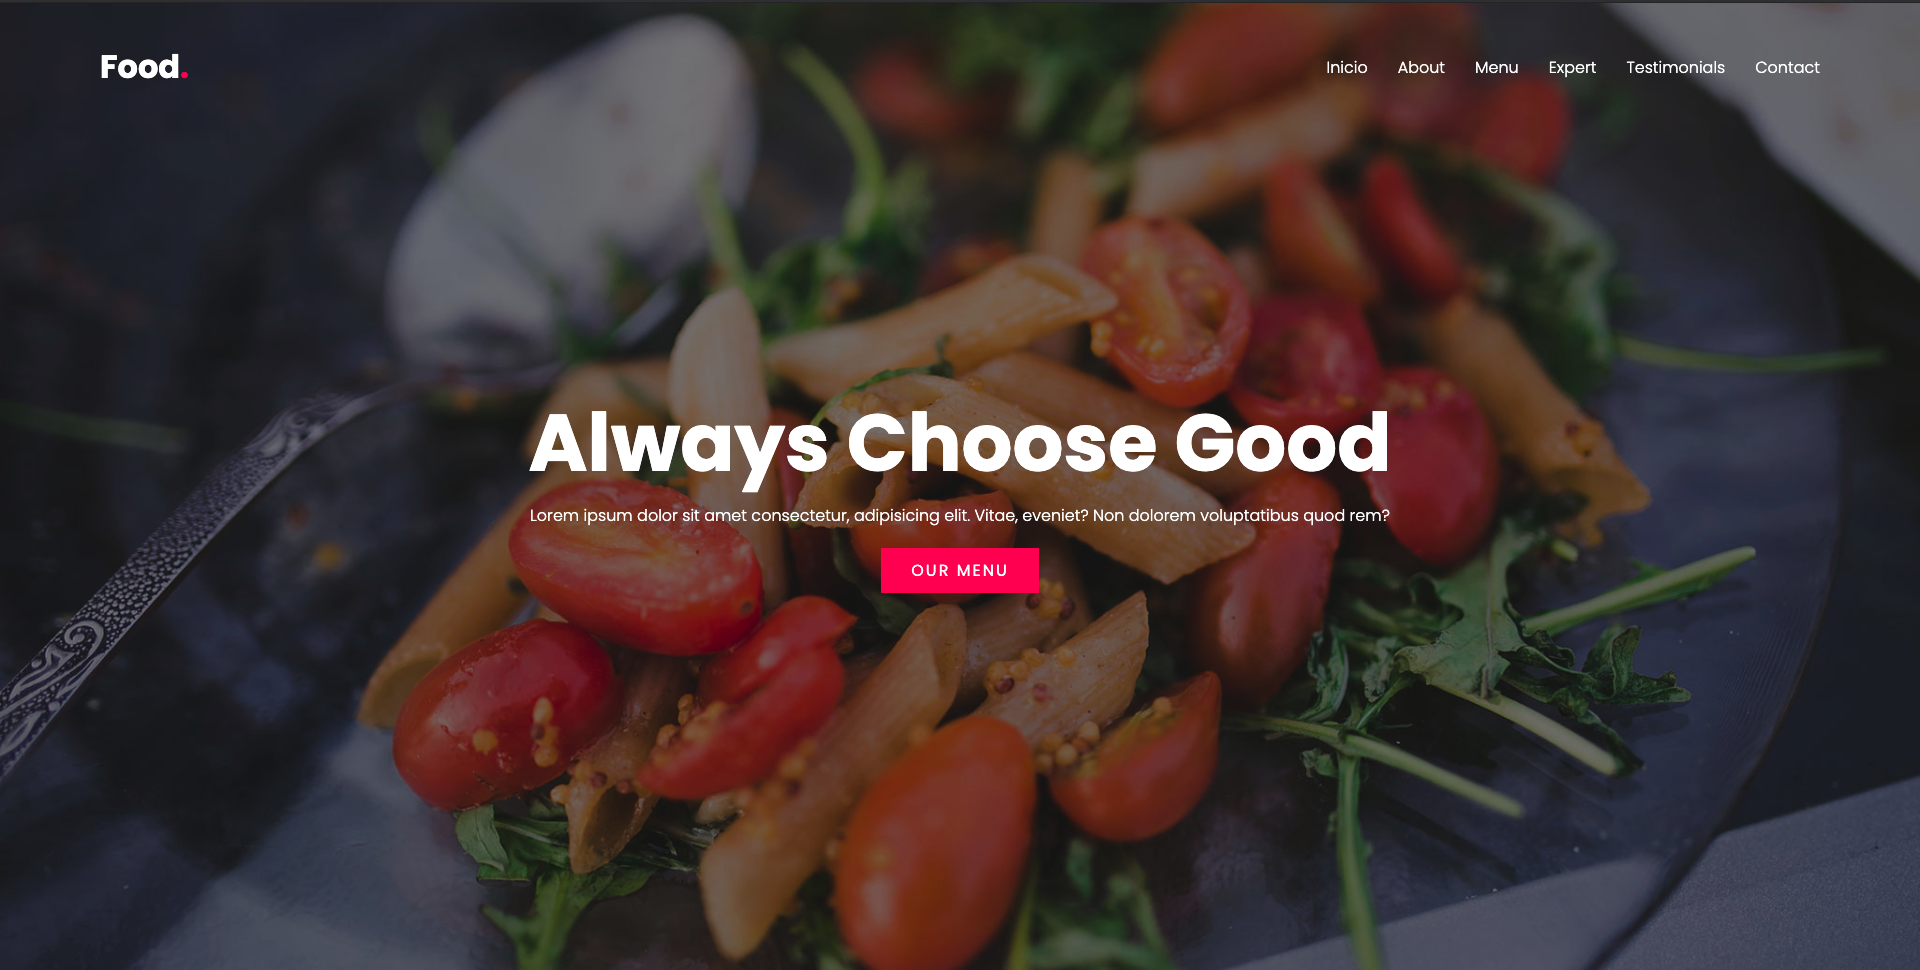 Food.
Inicio About Menu Expert Testimonials Contact
Always Choose Good
Lorem ipsum dolor sit amet consectetur, adipisicing elit. Vitae, eveniet? Non dolorem voluptatibus quod rem?
OUR MENU